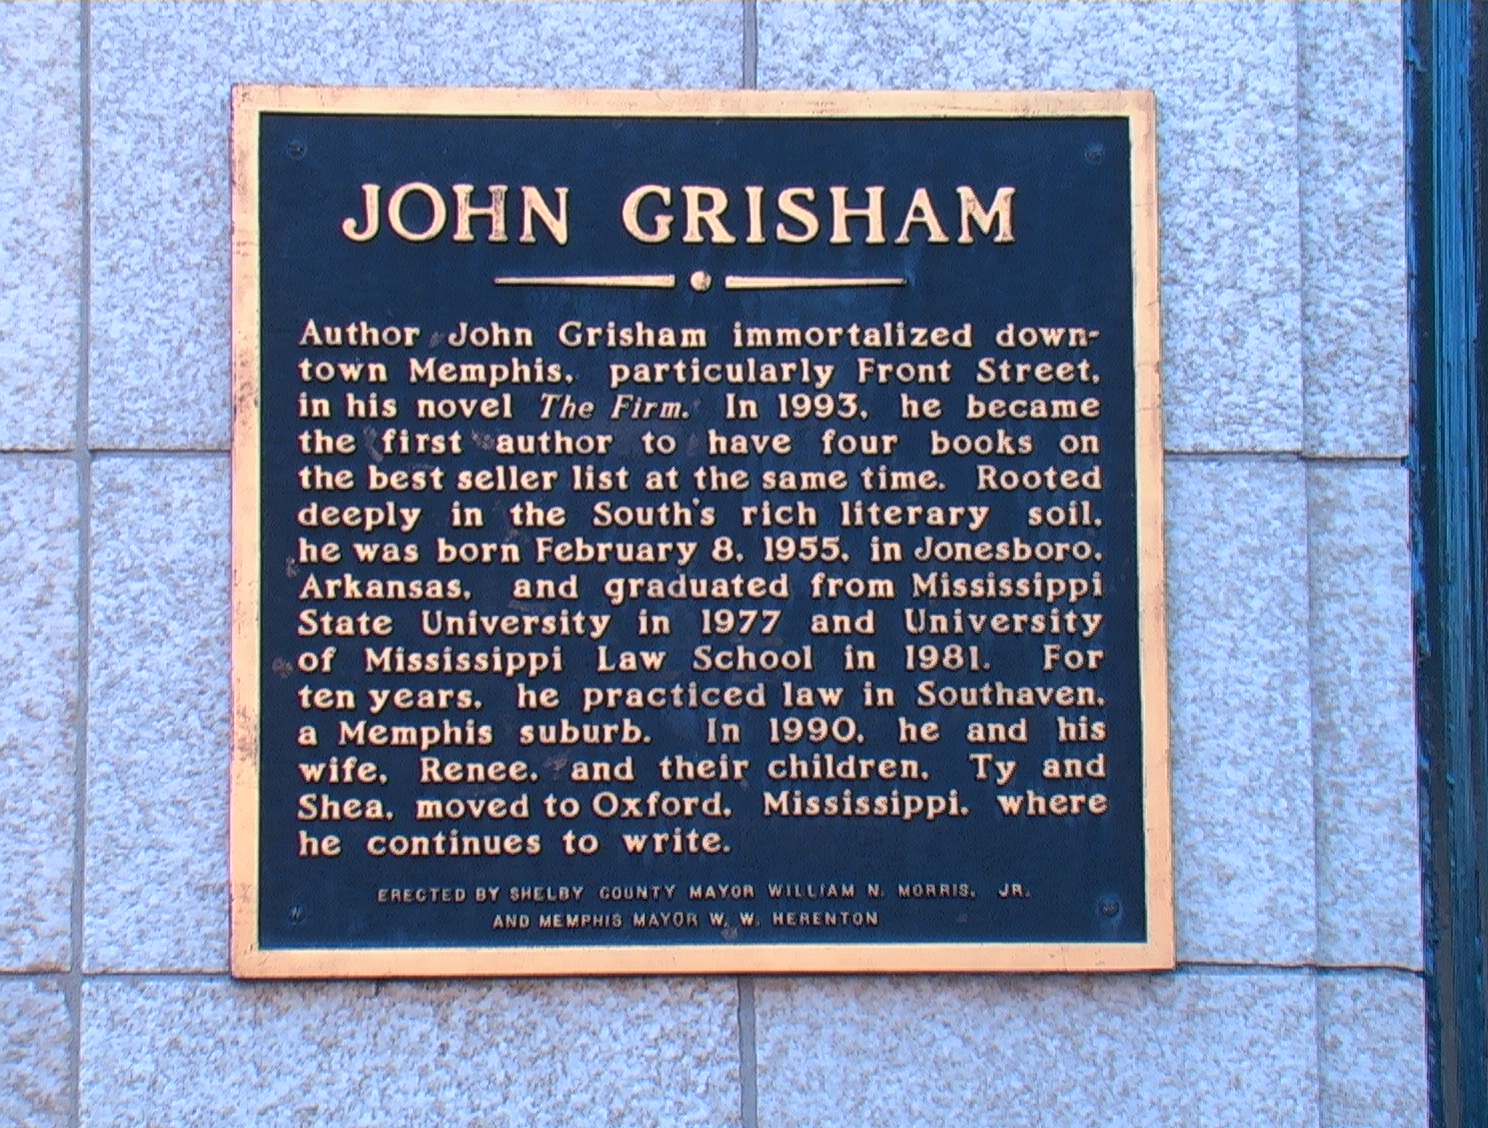 JOHN GRISHAM
Author John Grisham immortalized down-
town Memphis, particularly Front Street,
in his novel The Firm. In 1993, he became
the first author to have four books on
the best seller list at the same time. Rooted
deeply in the South's rich literary soil,
he was born February 8, 1955, in Jonesboro,
Arkansas, and graduated from Mississippi
State University in 1977 and University
of Mississippi Law School in 1981. For
ten years, he practiced law in Southaven,
a Memphis suburb. In 1990, he and his
wife, Renee, and their children, Ty and
Shea, moved to Oxford, Mississippi, where
he continues to write.
ERECTED BY SHELBY COUNTY MAYOR WILLIAM N. MORRIS, JR.
AND MEMPHIS MAYOR W. W. HERENTON